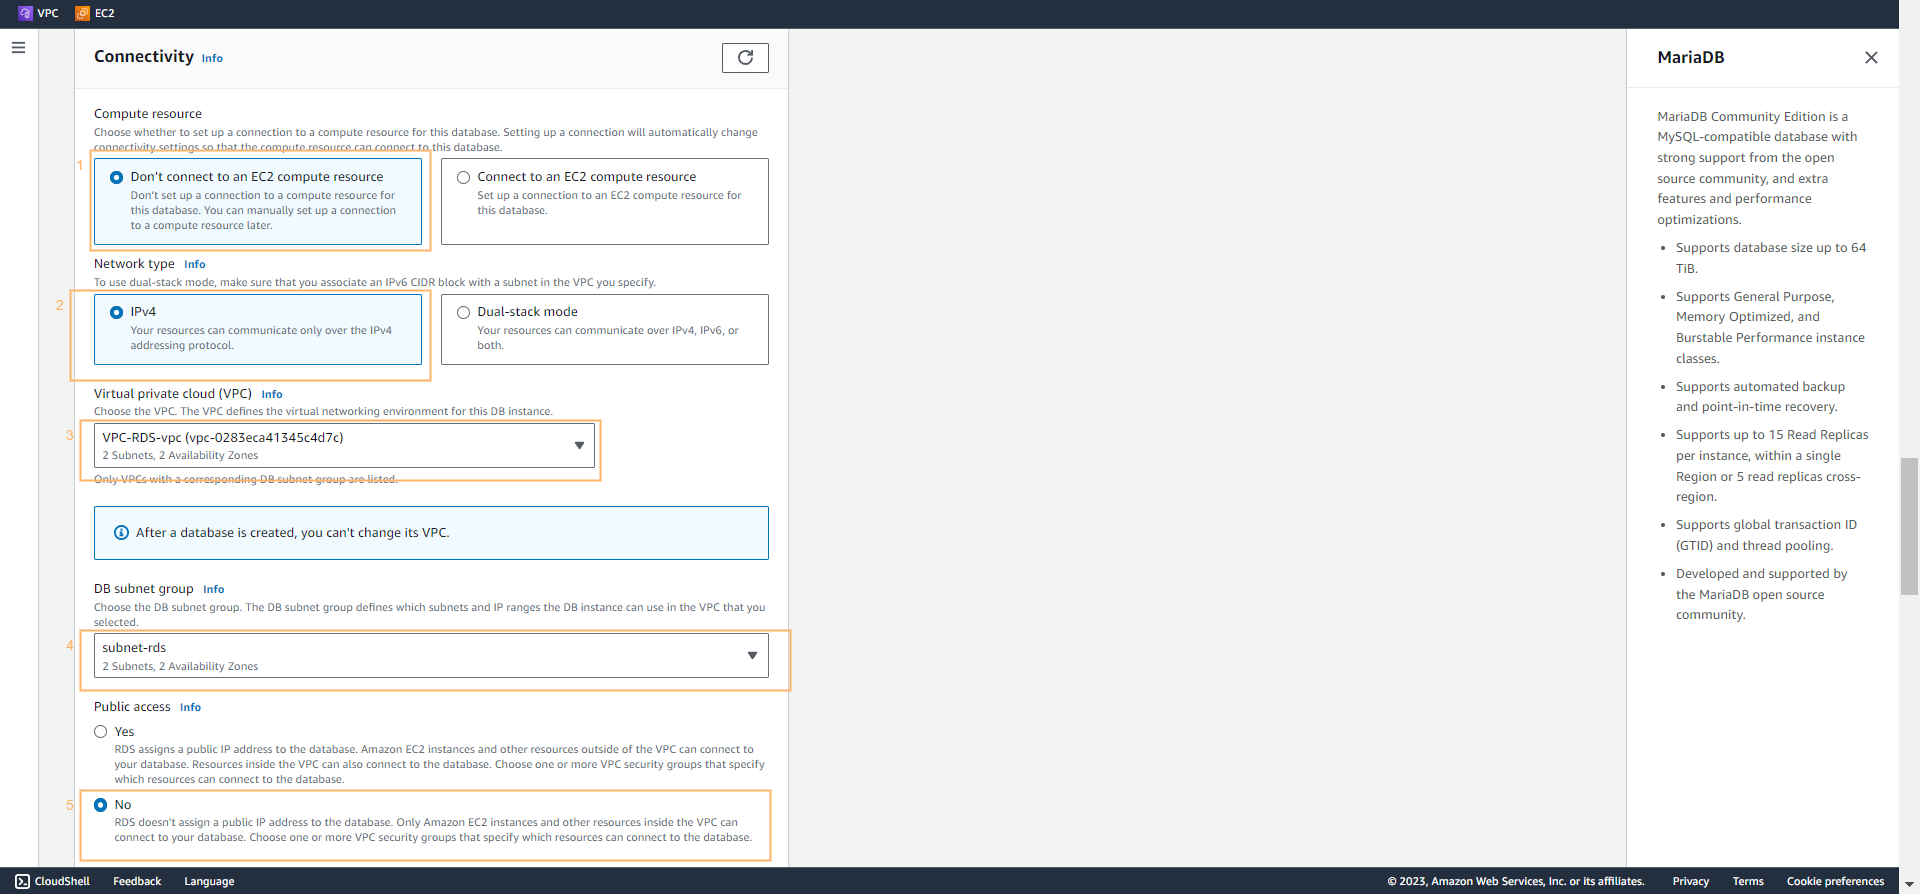 VPC EC2
Connectivity Info
Compute resource
Choose whether to set up a connection to a compute resource for this database. Setting up a connection will automatically change
connectivity settings so that the compute resource can connect to this database.
1
Don't connect to an EC2 compute resource
Don't set up a connection to a compute resource for
this database. You can manually set up a connection
to a compute resource later.
Connect to an EC2 compute resource
Set up a connection to an EC2 compute resource for
this database.
Network type Info
To use dual-stack mode, make sure that you associate an IPv6 CIDR block with a subnet in the VPC you specify.
2
IPv4
Your resources can communicate only over the IPv4
addressing protocol.
Dual-stack mode
Your resources can communicate over IPv4, IPv6, or
both.
Virtual private cloud (VPC) Info
Choose the VPC. The VPC defines the virtual networking environment for this DB instance.
3
VPC-RDS-vpc (vpc-0283eca41345c4d7c)
2 Subnets, 2 Availability Zones
Only VPCs with a corresponding DB subnet group are listed.
After a database is created, you can't change its VPC.
DB subnet group Info
Choose the DB subnet group. The DB subnet group defines which subnets and IP ranges the DB instance can use in the VPC that you
selected.
4
subnet-rds
2 Subnets, 2 Availability Zones
Public access Info
Yes
RDS assigns a public IP address to the database. Amazon EC2 instances and other resources outside of the VPC can connect to
your database. Resources inside the VPC can also connect to the database. Choose one or more VPC security groups that specify
which resources can connect to the database.
5
No
RDS doesn't assign a public IP address to the database. Only Amazon EC2 instances and other resources inside the VPC can
connect to your database. Choose one or more VPC security groups that specify which resources can connect to the database.
MariaDB
MariaDB Community Edition is a
MySQL-compatible database with
strong support from the open
source community, and extra
features and performance
optimizations.
• Supports database size up to 64
TiB.
• Supports General Purpose,
Memory Optimized, and
Burstable Performance instance
classes.
• Supports automated backup
and point-in-time recovery.
• Supports up to 15 Read Replicas
per instance, within a single
Region or 5 read replicas cross-
region.
• Supports global transaction ID
(GTID) and thread pooling.
• Developed and supported by
the MariaDB open source
community.
CloudShell Feedback Language © 2023, Amazon Web Services, Inc. or its affiliates. Privacy Terms Cookie preferences